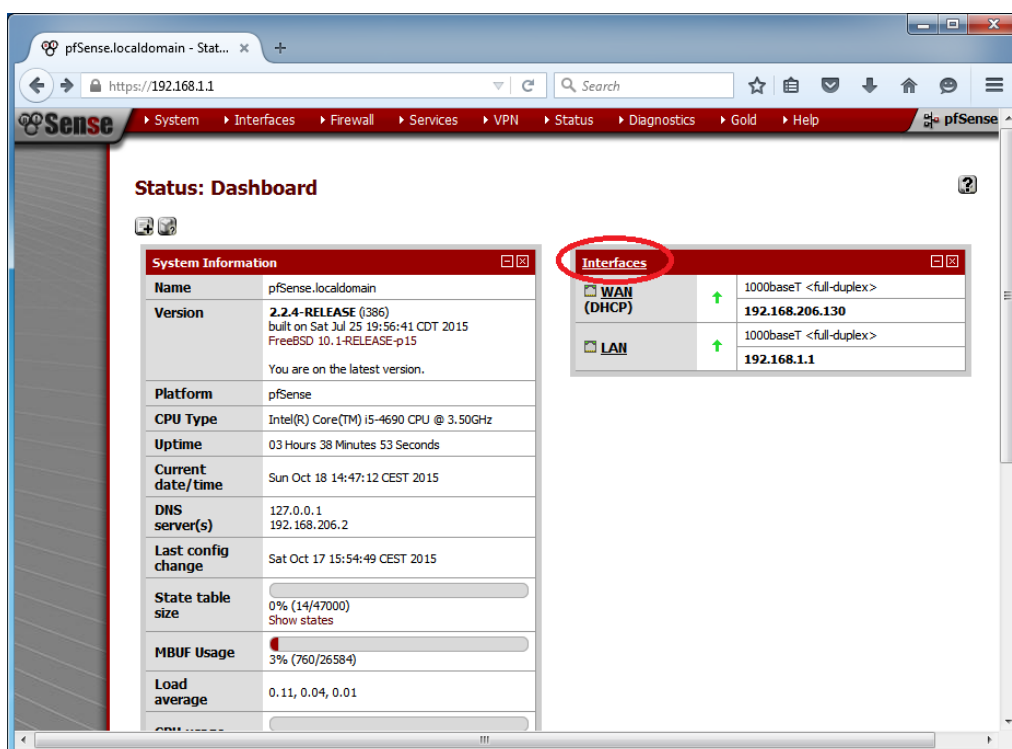 pfSense.localdomain - Stat...
https://192.168.1.1
Search
Sense
System Interfaces Firewall Services VPN Status Diagnostics Gold Help pfSense
Status: Dashboard
System Information
Name pfSense.localdomain
Version 2.2.4-RELEASE (i386)
built on Sat Jul 25 19:56:41 CDT 2015
FreeBSD 10.1-RELEASE-p15
You are on the latest version.
Platform pfSense
CPU Type Intel(R) Core(TM) i5-4690 CPU @ 3.50GHz
Uptime 03 Hours 38 Minutes 53 Seconds
Current
date/time
Sun Oct 18 14:47:12 CEST 2015
DNS
server(s)
127.0.0.1
192.168.206.2
Last config
change
Sat Oct 17 15:54:49 CEST 2015
State table
size
0% (14/47000)
Show states
MBUF Usage
3% (760/26584)
Load
average
0.11, 0.04, 0.01
Interfaces
WAN
(DHCP)
1000baseT <full-duplex>
192.168.206.130
LAN
1000baseT <full-duplex>
192.168.1.1